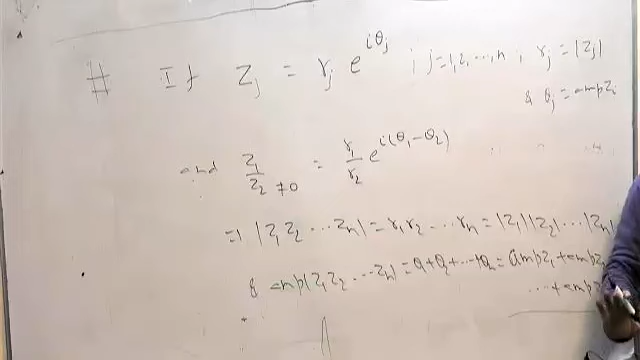 # If z_j = r_j e^{iθ_j} ; j=1,2,...,n ; r_j = |z_j|
& θ_j = amp z_j
and z_1/z_2≠0 = r_1/r_2 e^{i(θ_1-θ_2)}
⇒ |z_1 z_2 ... z_n| = r_1 r_2 ... r_n = |z_1| |z_2| ... |z_n|
& amp(z_1 z_2 ... z_n) = θ_1+θ_2+...+θ_n = amp z_1 + amp z_2
...+ amp z